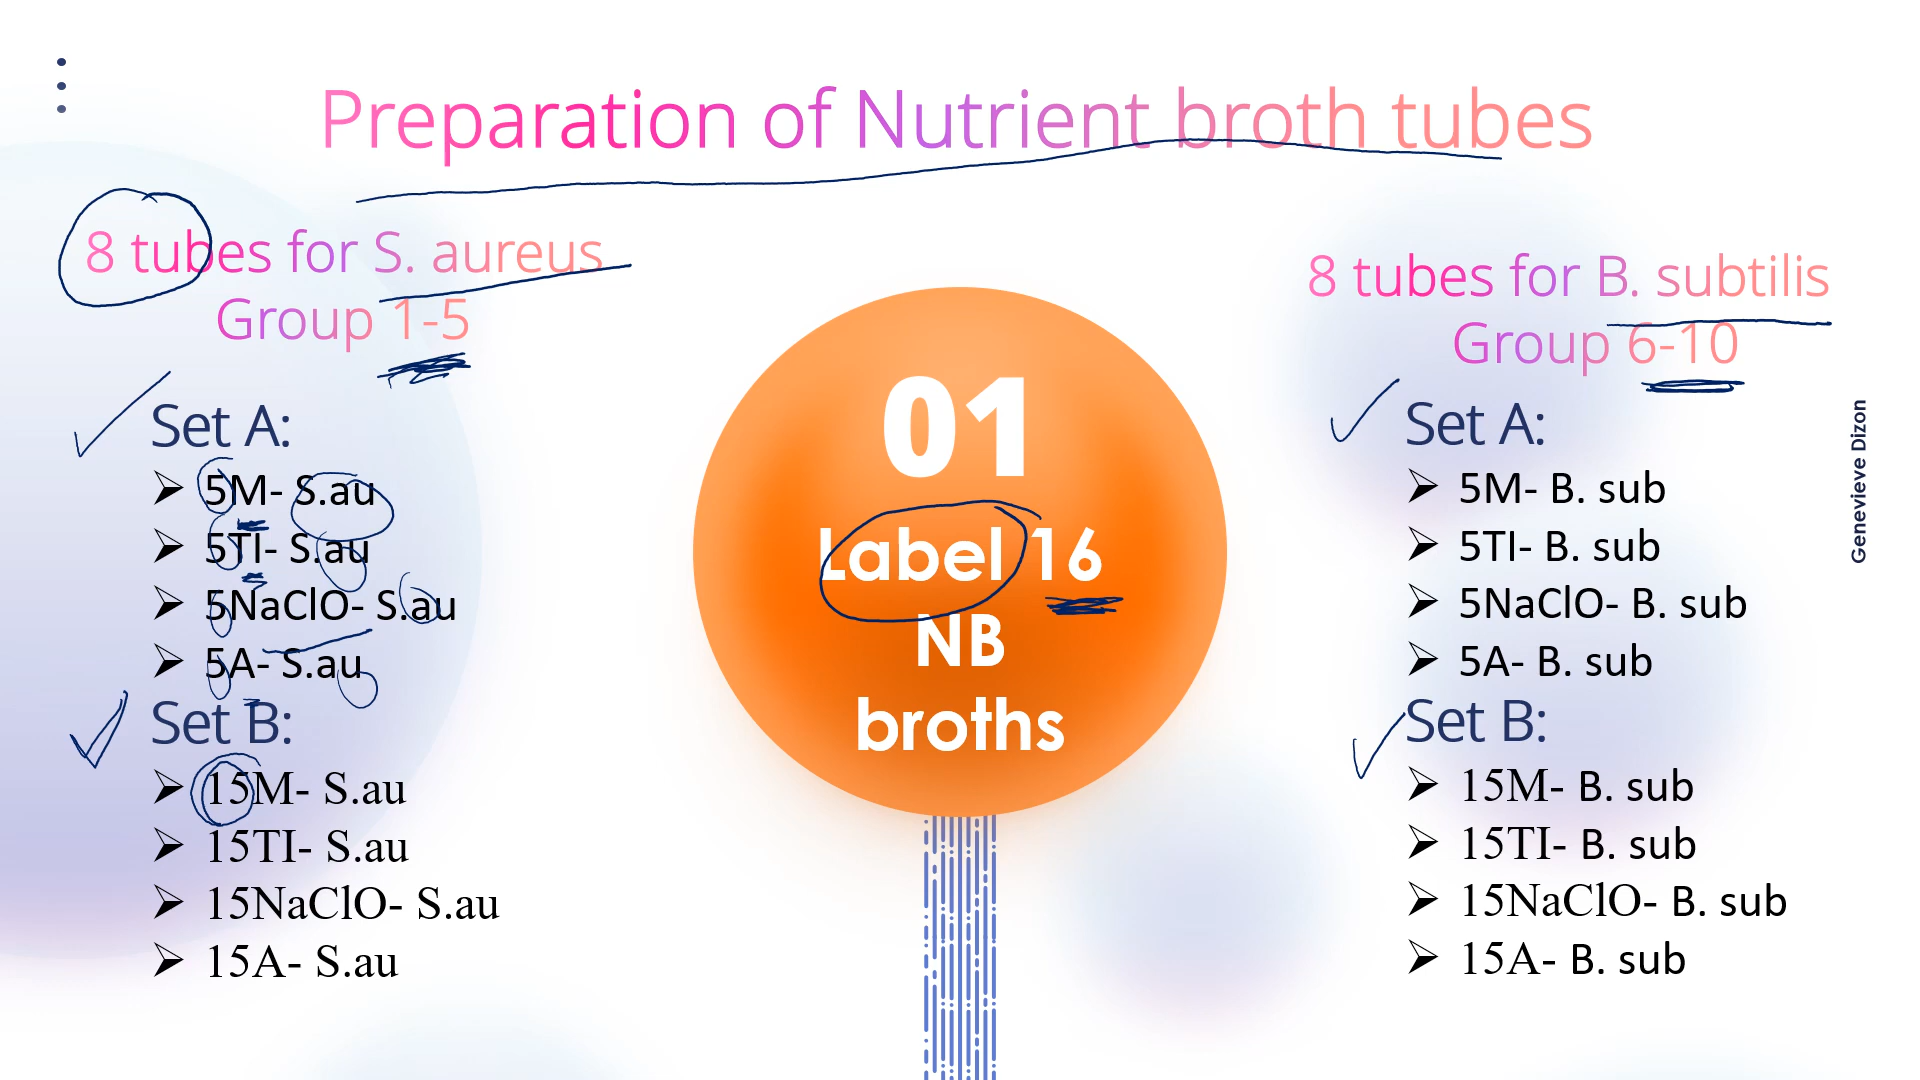 Preparation of Nutrient broth tubes
8 tubes for S. aureus
Group 1-5
Set A:
5M- S.au
5TI- S.au
5NaClO- S.au
5A- S.au
Set B:
15M- S.au
15TI- S.au
15NaClO- S.au
15A- S.au
01
Label 16
NB
broths
8 tubes for B. subtilis
Group 6-10
Set A:
5M- B. sub
5TI- B. sub
5NaClO- B. sub
5A- B. sub
Set B:
15M- B. sub
15TI- B. sub
15NaClO- B. sub
15A- B. sub
Genevieve Dizon